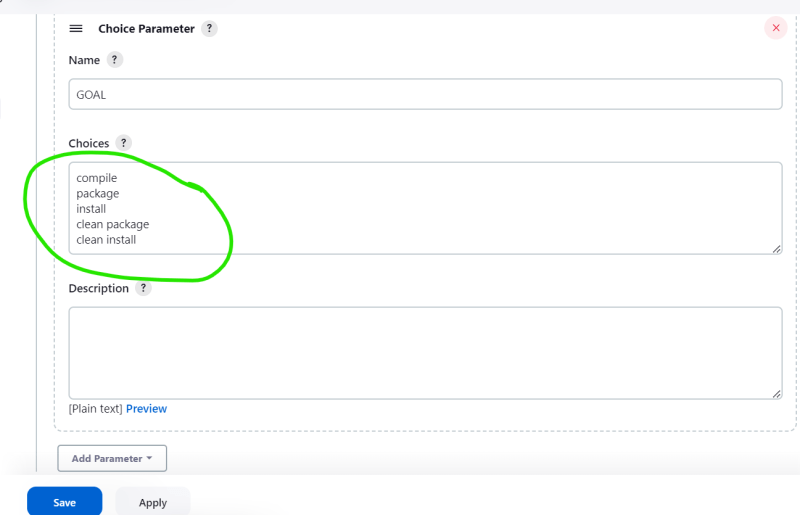 Choice Parameter ?
Name ?
GOAL
Choices ?
compile
package
install
clean package
clean install
Description ?
[Plain text] Preview
Add Parameter
Save
Apply